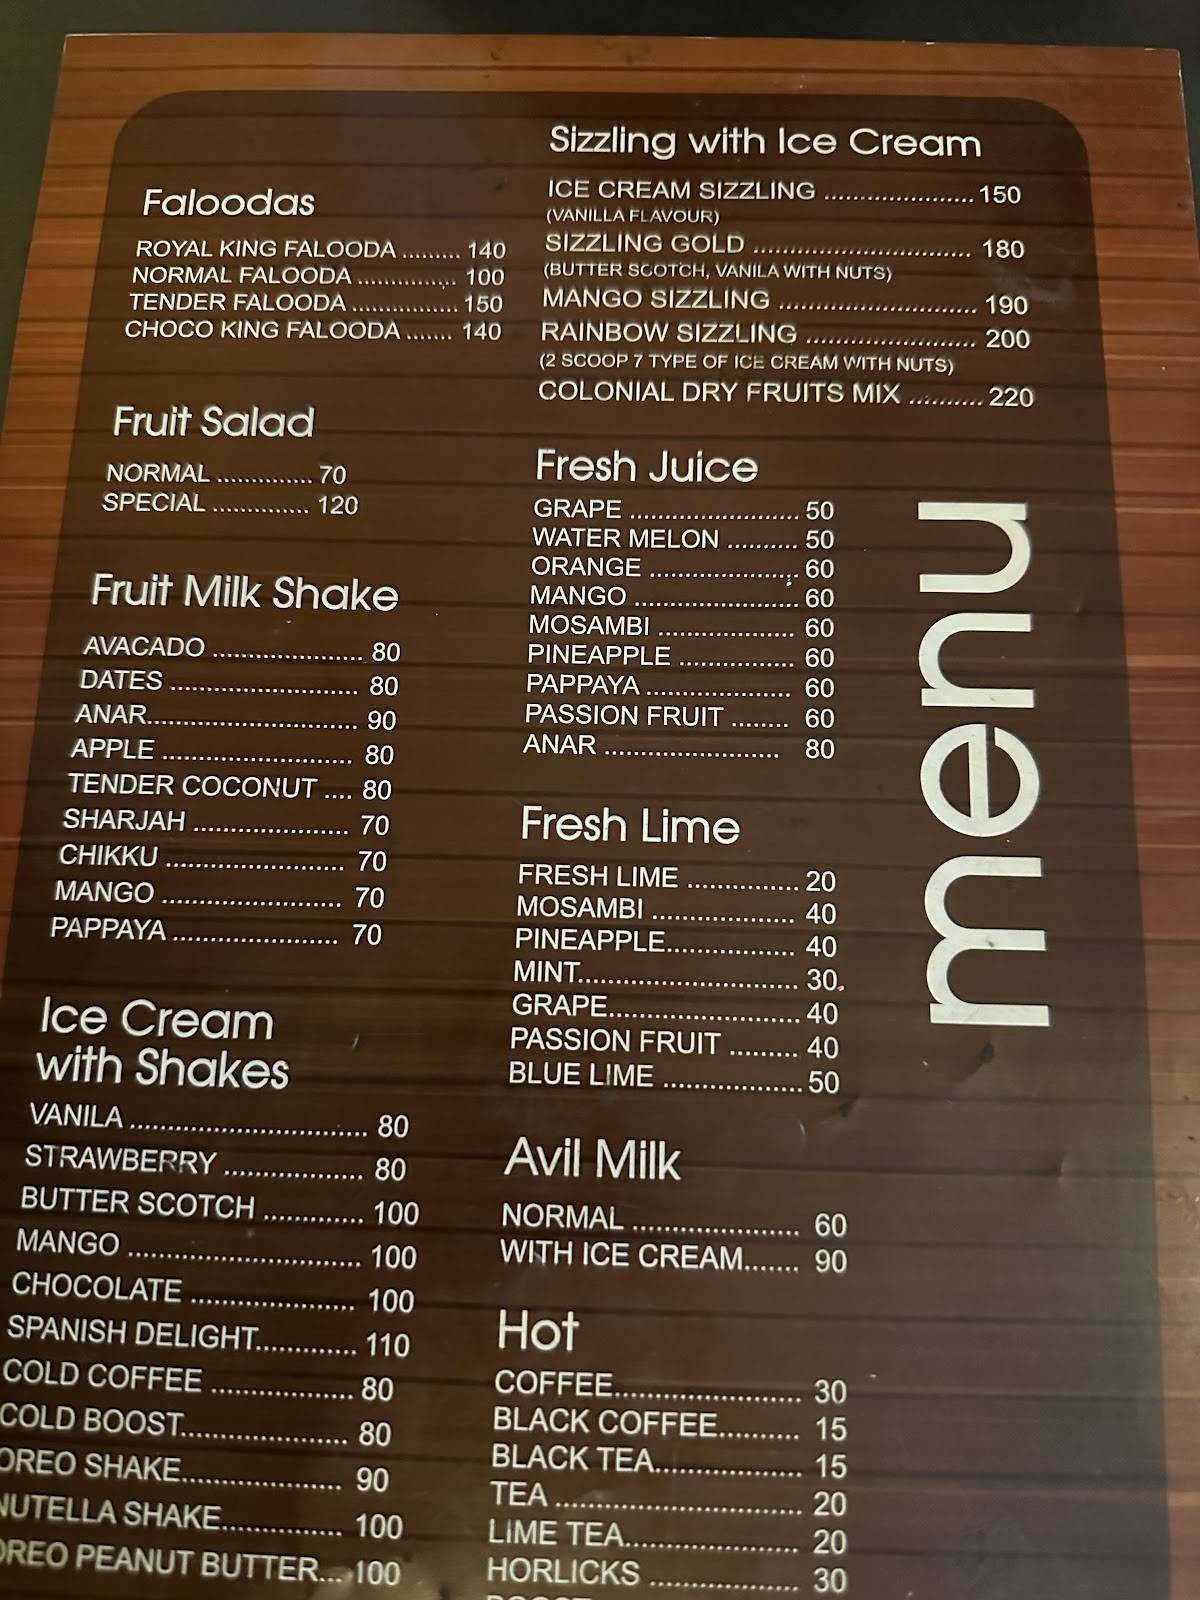 Faloodas
ROYAL KING FALOODA ......... 140
NORMAL FALOODA .............. 100
TENDER FALOODA ................ 150
CHOCO KING FALOODA ....... 140
Fruit Salad
NORMAL .............. 70
SPECIAL .............. 120
Fruit Milk Shake
AVACADO ...................... 80
DATES ........................... 80
ANAR............................. 90
APPLE ........................... 80
TENDER COCONUT .... 80
SHARJAH ...................... 70
CHIKKU ......................... 70
MANGO ......................... 70
PAPPAYA ....................... 70
Ice Cream
with Shakes
VANILA .............................. 80
STRAWBERRY .................. 80
BUTTER SCOTCH ............. 100
MANGO ............................. 100
CHOCOLATE ..................... 100
SPANISH DELIGHT............. 110
COLD COFFEE .................. 80
COLD BOOST..................... 80
OREO SHAKE.................... 90
NUTELLA SHAKE............... 100
OREO PEANUT BUTTER... 100
Sizzling with Ice Cream
ICE CREAM SIZZLING ..................... 150
(VANILLA FLAVOUR)
SIZZLING GOLD .............................. 180
(BUTTER SCOTCH, VANILA WITH NUTS)
MANGO SIZZLING ........................... 190
RAINBOW SIZZLING ....................... 200
(2 SCOOP 7 TYPE OF ICE CREAM WITH NUTS)
COLONIAL DRY FRUITS MIX .......... 220
Fresh Juice
GRAPE ........................ 50
WATER MELON .......... 50
ORANGE ..................... 60
MANGO ....................... 60
MOSAMBI ................... 60
PINEAPPLE ................ 60
PAPPAYA .................... 60
PASSION FRUIT ........ 60
ANAR ........................ 80
Fresh Lime
FRESH LIME ................ 20
MOSAMBI .................... 40
PINEAPPLE.................. 40
MINT............................. 30
GRAPE......................... 40
PASSION FRUIT ......... 40
BLUE LIME .................. 50
Avil Milk
NORMAL ...................... 60
WITH ICE CREAM....... 90
Hot
COFFEE........................ 30
BLACK COFFEE.......... 15
BLACK TEA................... 15
TEA ............................... 20
LIME TEA...................... 20
HORLICKS ................... 30
menu